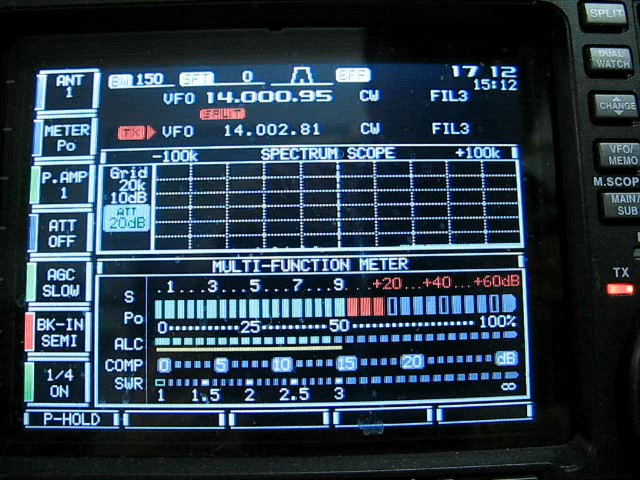 SPLIT
DUAL WATCH
CHANGE
VFO/MEMO
M.SCOPE
MAIN/SUB
TX
ANT 1
BW 150 SFT 0 BPF
17 12
15:12
VFO 14.000.95 CW FIL3
SPLIT
TX VFO 14.002.81 CW FIL3
METER Po
-100k SPECTRUM SCOPE +100k
P.AMP 1
Grid
20k
10dB
ATT
20dB
ATT OFF
MULTI-FUNCTION METER
AGC SLOW
S .1...3...5...7...9. ..+20...+40...+60dB
Po
0 25 50 100%
BK-IN SEMI
ALC
COMP 0 5 10 15 20 dB
1/4 ON
SWR
1 1.5 2 2.5 3 ∞
P-HOLD